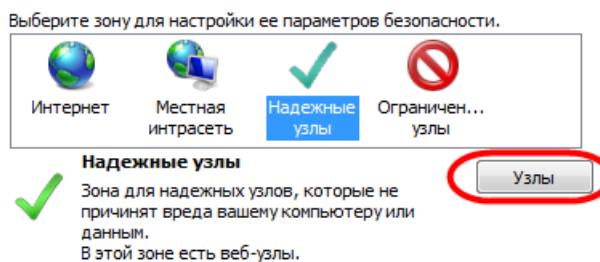 Выберите зону для настройки ее параметров безопасности.
Интернет
Местная
интрасеть
Надежные
узлы
Ограничен...
узлы
Надежные узлы
Узлы
Зона для надежных узлов, которые не
причинят вреда вашему компьютеру или
данным.
В этой зоне есть веб-узлы.